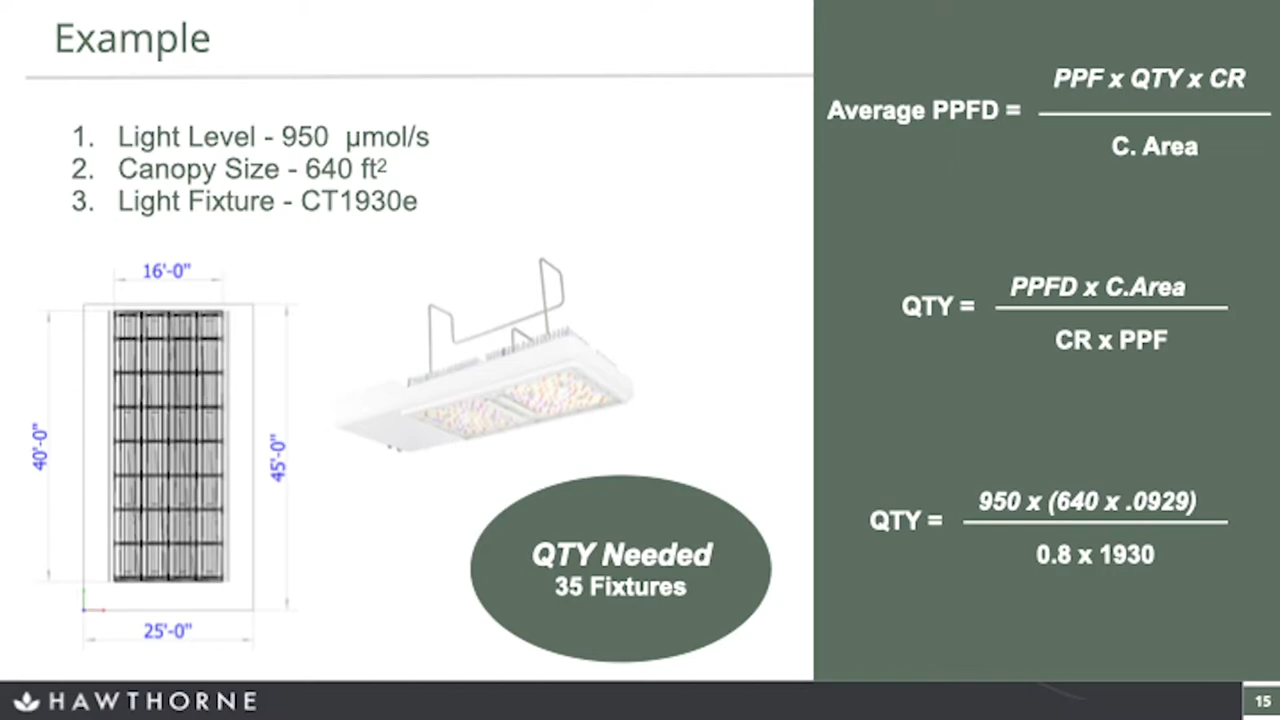 Example
1. Light Level - 950 µmol/s
2. Canopy Size - 640 ft²
3. Light Fixture - CT1930e
16'-0"
40'-0"
45'-0"
25'-0"
QTY Needed
35 Fixtures
PPF x QTY x CR
Average PPFD =
C. Area
PPFD x C.Area
QTY =
CR x PPF
950 x (640 x .0929)
QTY =
0.8 x 1930
HAWTHORNE
15